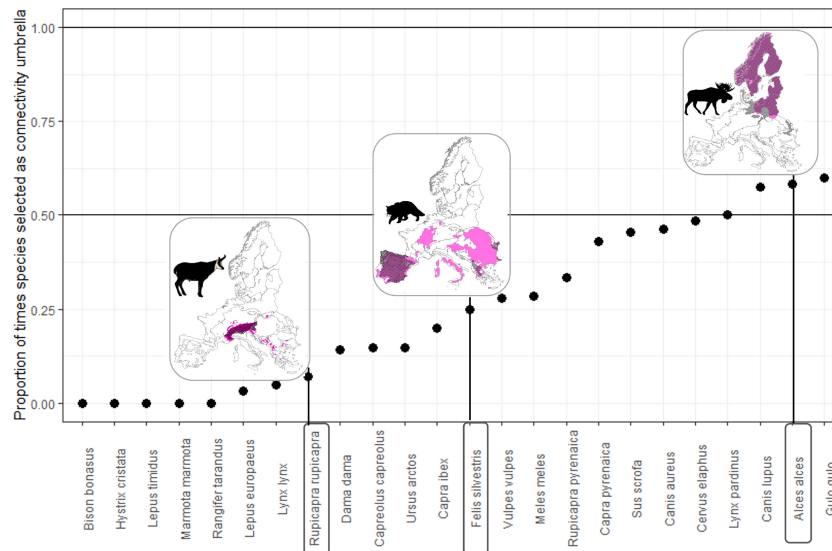 Proportion of times species selected as connectivity umbrella
1.00
0.75
0.50
0.25
0.00
Bison bonasus
Hystrix cristata
Lepus timidus
Marmota marmota
Rangifer tarandus
Lepus europaeus
Lynx lynx
Rupicapra rupicapra
Dama dama
Capreolus capreolus
Ursus arctos
Capra ibex
Felis silvestris
Vulpes vulpes
Meles meles
Rupicapra pyrenaica
Capra pyrenaica
Sus scrofa
Canis aureus
Cervus elaphus
Lynx pardinus
Canis lupus
Alces alces
Gulo gulo